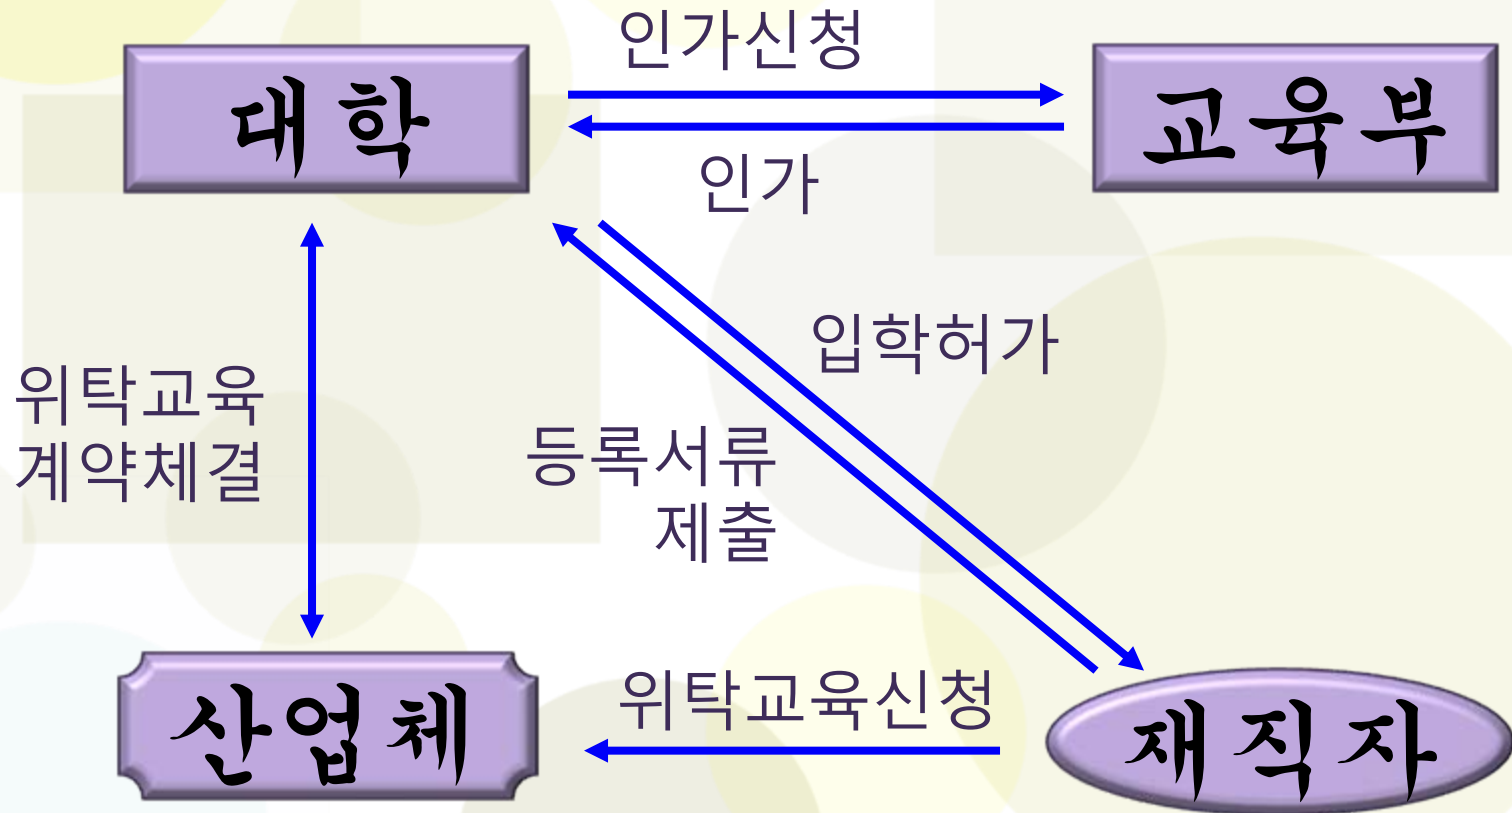 인가신청
대학
교육부
인가
입학허가
위탁교육
계약체결
등록서류
제출
위탁교육신청
산업체
재직자